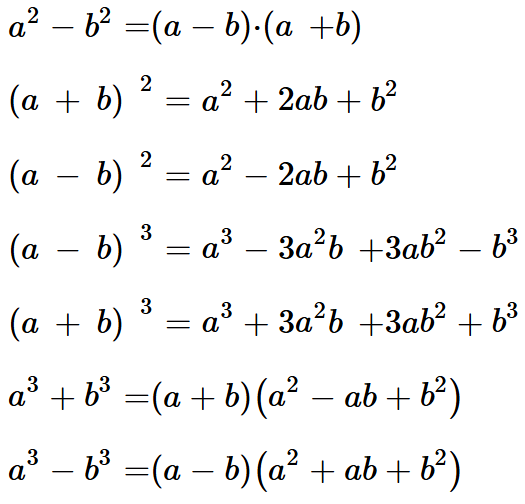 a² − b² =(a − b)·(a +b)
(a + b) ² = a² + 2ab + b²
(a − b) ² = a² − 2ab + b²
(a − b) ³ = a³ − 3a²b +3ab² − b³
(a + b) ³ = a³ + 3a²b +3ab² + b³
a³ + b³ =(a + b)(a² − ab + b²)
a³ − b³ =(a − b)(a² + ab + b²)